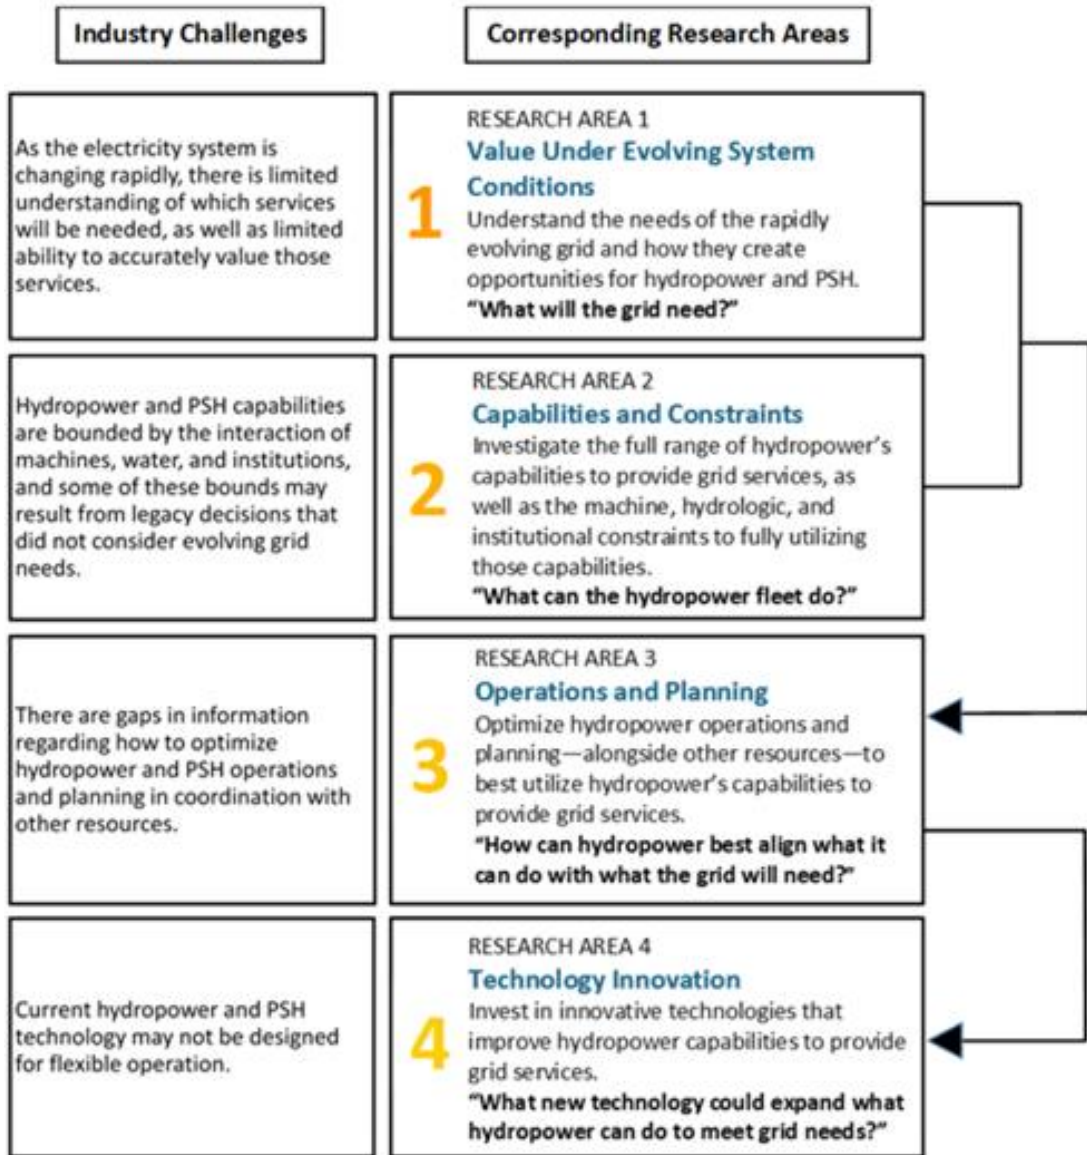 Industry Challenges
Corresponding Research Areas
As the electricity system is
changing rapidly, there is limited
understanding of which services
will be needed, as well as limited
ability to accurately value those
services.
1
RESEARCH AREA 1
Value Under Evolving System
Conditions
Understand the needs of the rapidly
evolving grid and how they create
opportunities for hydropower and PSH.
“What will the grid need?”
Hydropower and PSH capabilities
are bounded by the interaction of
machines, water, and institutions,
and some of these bounds may
result from legacy decisions that
did not consider evolving grid
needs.
2
RESEARCH AREA 2
Capabilities and Constraints
Investigate the full range of hydropower’s
capabilities to provide grid services, as
well as the machine, hydrologic, and
institutional constraints to fully utilizing
those capabilities.
“What can the hydropower fleet do?”
There are gaps in information
regarding how to optimize
hydropower and PSH operations
and planning in coordination with
other resources.
3
RESEARCH AREA 3
Operations and Planning
Optimize hydropower operations and
planning—alongside other resources—to
best utilize hydropower’s capabilities to
provide grid services.
“How can hydropower best align what it
can do with what the grid will need?”
Current hydropower and PSH
technology may not be designed
for flexible operation.
4
RESEARCH AREA 4
Technology Innovation
Invest in innovative technologies that
improve hydropower capabilities to provide
grid services.
“What new technology could expand what
hydropower can do to meet grid needs?”